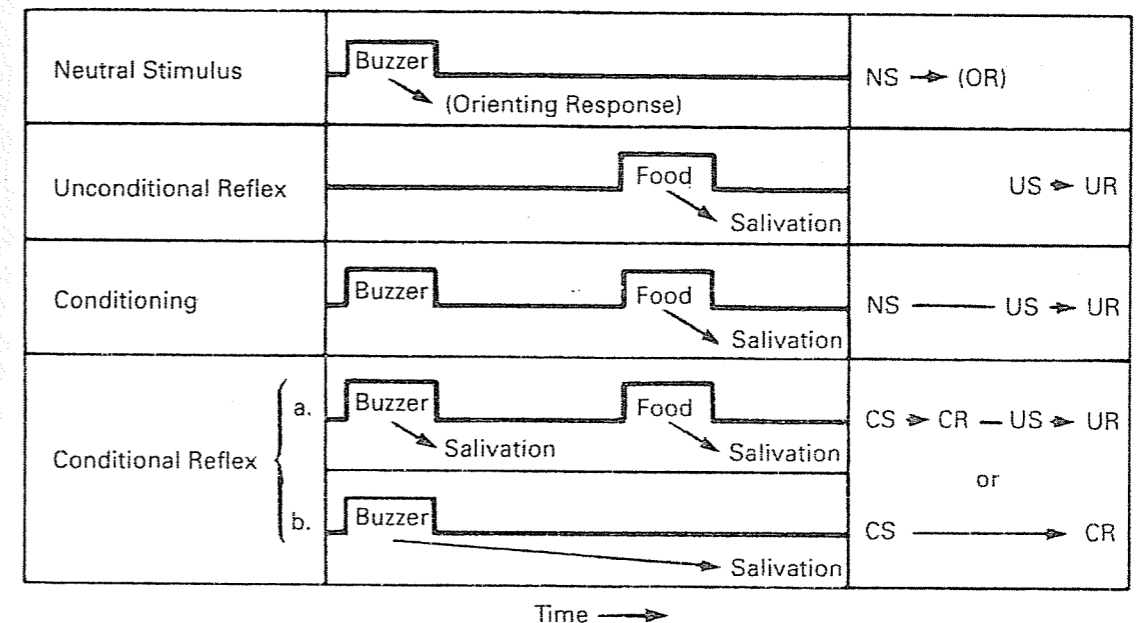 Neutral Stimulus
Buzzer
(Orienting Response)
NS → (OR)
Unconditional Reflex
Food
Salivation
US → UR
Conditioning
Buzzer
Food
Salivation
NS — US → UR
Conditional Reflex
a.
Buzzer
Salivation
Food
Salivation
CS → CR — US → UR
or
b.
Buzzer
Salivation
CS → CR
Time →